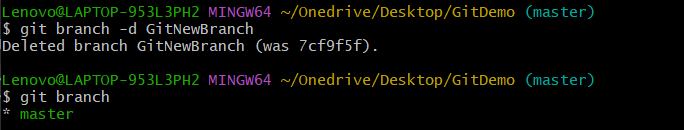 Lenovo@LAPTOP-953L3PH2 MINGW64 ~/Onedrive/Desktop/GitDemo (master)
$ git branch -d GitNewBranch
Deleted branch GitNewBranch (was 7cf9f5f).
Lenovo@LAPTOP-953L3PH2 MINGW64 ~/Onedrive/Desktop/GitDemo (master)
$ git branch
* master